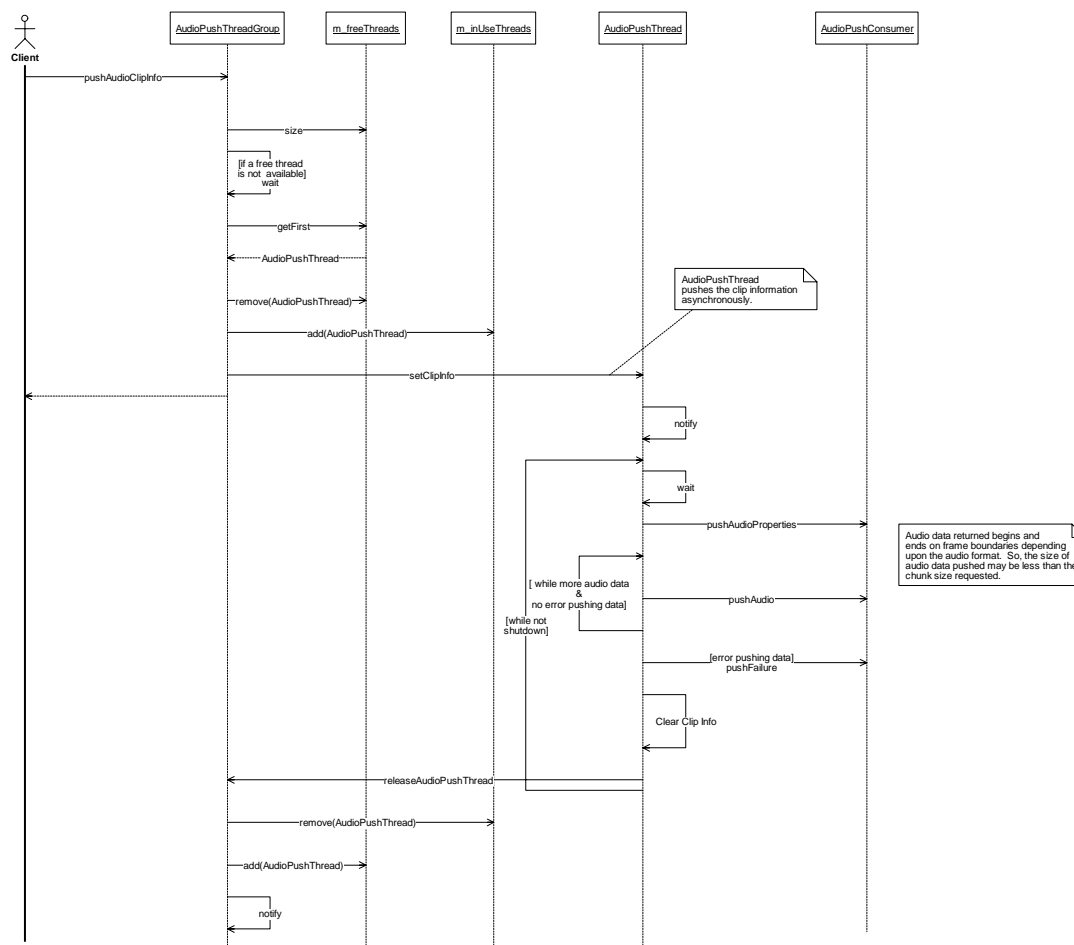 AudioPushThreadGroup
m_freeThreads
m_inUseThreads
AudioPushThread
AudioPushConsumer
Client
pushAudioClipInfo
size
[if a free thread
is not available]
wait
getFirst
AudioPushThread
AudioPushThread
pushes the clip information
asynchronously.
remove(AudioPushThread)
add(AudioPushThread)
setClipInfo
notify
wait
pushAudioProperties
Audio data returned begins and
ends on frame boundaries depending
upon the audio format. So, the size of
audio data pushed may be less than the
chunk size requested.
[ while more audio data
&
no error pushing data]
pushAudio
[while not
shutdown]
[error pushing data]
pushFailure
Clear Clip Info
releaseAudioPushThread
remove(AudioPushThread)
add(AudioPushThread)
notify